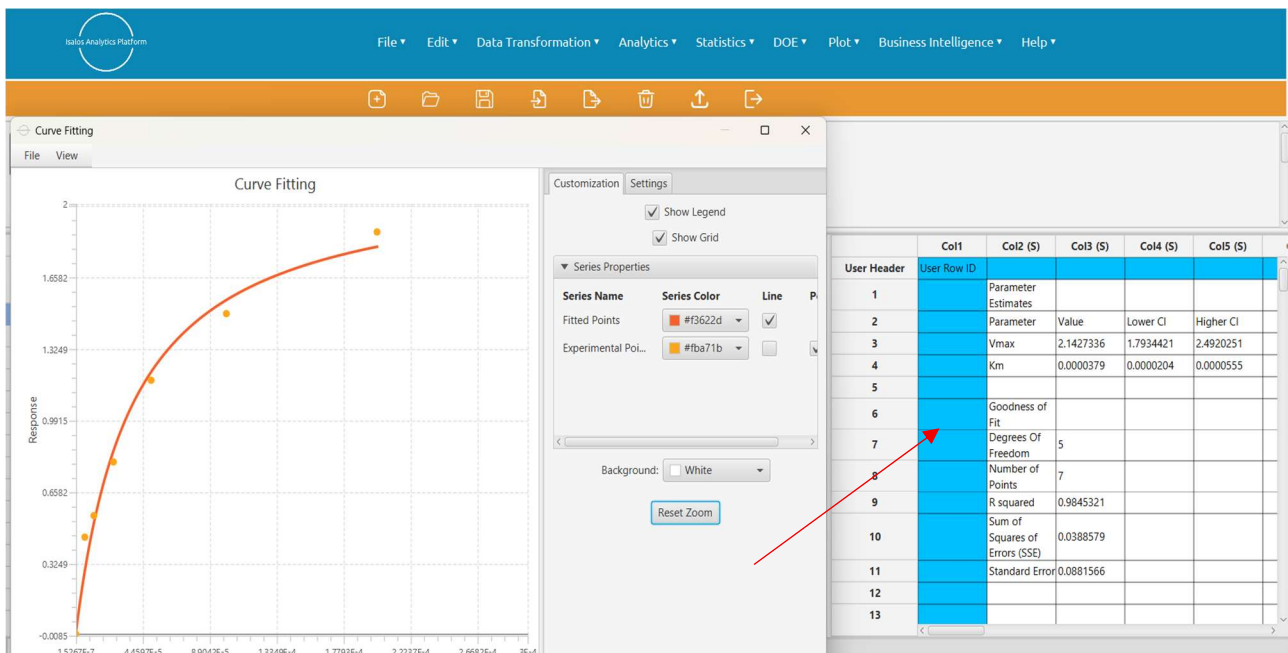 Isalos Analytics Platform
File Edit Data Transformation Analytics Statistics DOE Plot Business Intelligence Help
Curve Fitting
File View
Curve Fitting
2
1.6582
1.3249
0.9915
0.6582
0.3249
-0.0085
Response
1.5267E-7 4.4597E-5 8.9042E-5 1.3349E-4 1.7793E-4 2.2237E-4 2.6682E-4 3E-4
Customization Settings
Show Legend
Show Grid
Series Properties
Series Name Series Color Line
Fitted Points #f3622d
Experimental Poi... #fba71b
Background: White
Reset Zoom
Col1 Col2 (S) Col3 (S) Col4 (S) Col5 (S)
User Header User Row ID
1 Parameter
Estimates
2 Parameter Value Lower CI Higher CI
3 Vmax 2.1427336 1.7934421 2.4920251
4 Km 0.0000379 0.0000204 0.0000555
5
6 Goodness of
Fit
7 Degrees Of
Freedom 5
8 Number of
Points 7
9 R squared 0.9845321
10 Sum of
Squares of
Errors (SSE) 0.0388579
11 Standard Error 0.0881566
12
13